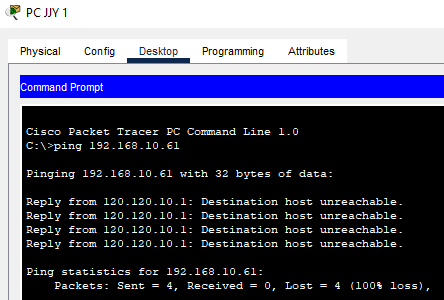 PC JJY 1
Physical Config Desktop Programming Attributes
Command Prompt
Cisco Packet Tracer PC Command Line 1.0
C:\>ping 192.168.10.61
Pinging 192.168.10.61 with 32 bytes of data:
Reply from 120.120.10.1: Destination host unreachable.
Reply from 120.120.10.1: Destination host unreachable.
Reply from 120.120.10.1: Destination host unreachable.
Reply from 120.120.10.1: Destination host unreachable.
Ping statistics for 192.168.10.61:
Packets: Sent = 4, Received = 0, Lost = 4 (100% loss),